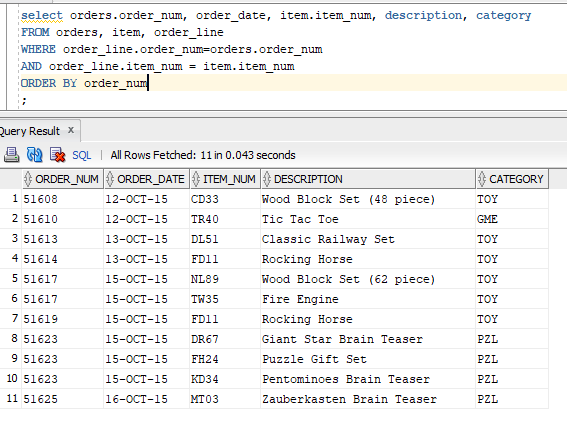 select orders.order_num, order_date, item.item_num, description, category
FROM orders, item, order_line
WHERE order_line.order_num=orders.order_num
AND order_line.item_num = item.item_num
ORDER BY order_num
;
Query Result x
SQL | All Rows Fetched: 11 in 0.043 seconds
ORDER_NUM ORDER_DATE ITEM_NUM DESCRIPTION CATEGORY
1 51608 12-OCT-15 CD33 Wood Block Set (48 piece) TOY
2 51610 12-OCT-15 TR40 Tic Tac Toe GME
3 51613 13-OCT-15 DL51 Classic Railway Set TOY
4 51614 13-OCT-15 FD11 Rocking Horse TOY
5 51617 15-OCT-15 NL89 Wood Block Set (62 piece) TOY
6 51617 15-OCT-15 TW35 Fire Engine TOY
7 51619 15-OCT-15 FD11 Rocking Horse TOY
8 51623 15-OCT-15 DR67 Giant Star Brain Teaser PZL
9 51623 15-OCT-15 FH24 Puzzle Gift Set PZL
10 51623 15-OCT-15 KD34 Pentominoes Brain Teaser PZL
11 51625 16-OCT-15 MT03 Zauberkasten Brain Teaser PZL